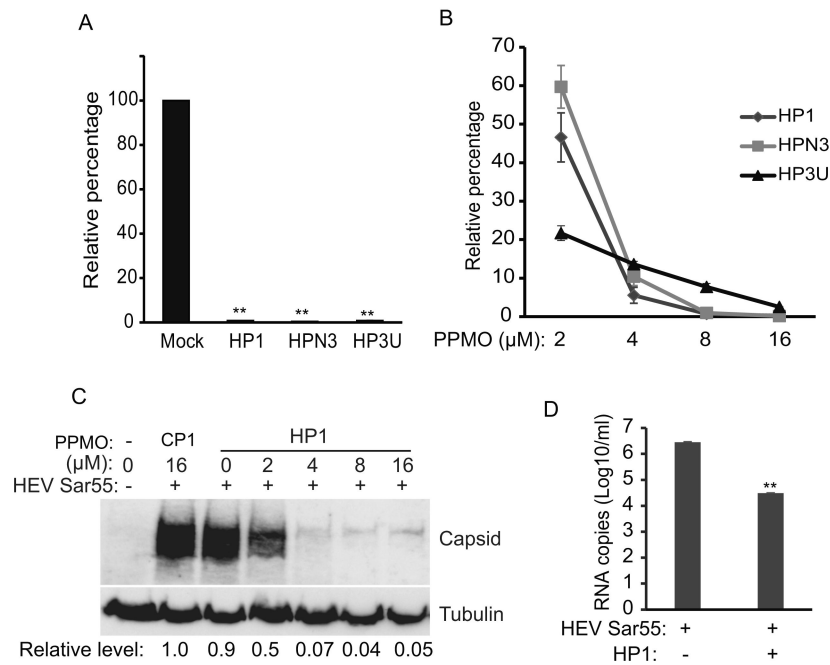 A
Relative percentage
100
80
60
40
20
0
** ** **
Mock HP1 HPN3 HP3U
B
Relative percentage
70
60
50
40
30
20
10
0
HP1
HPN3
HP3U
PPMO (µM): 2 4 8 16
C
PPMO: - CP1 HP1
(µM): 0 16 0 2 4 8 16
HEV Sar55: - + + + + + +
Capsid
Tubulin
Relative level: 1.0 0.9 0.5 0.07 0.04 0.05
D
RNA copies (Log10/ml)
7
6
5
4
3
2
1
0
**
HEV Sar55: + +
HP1: - +